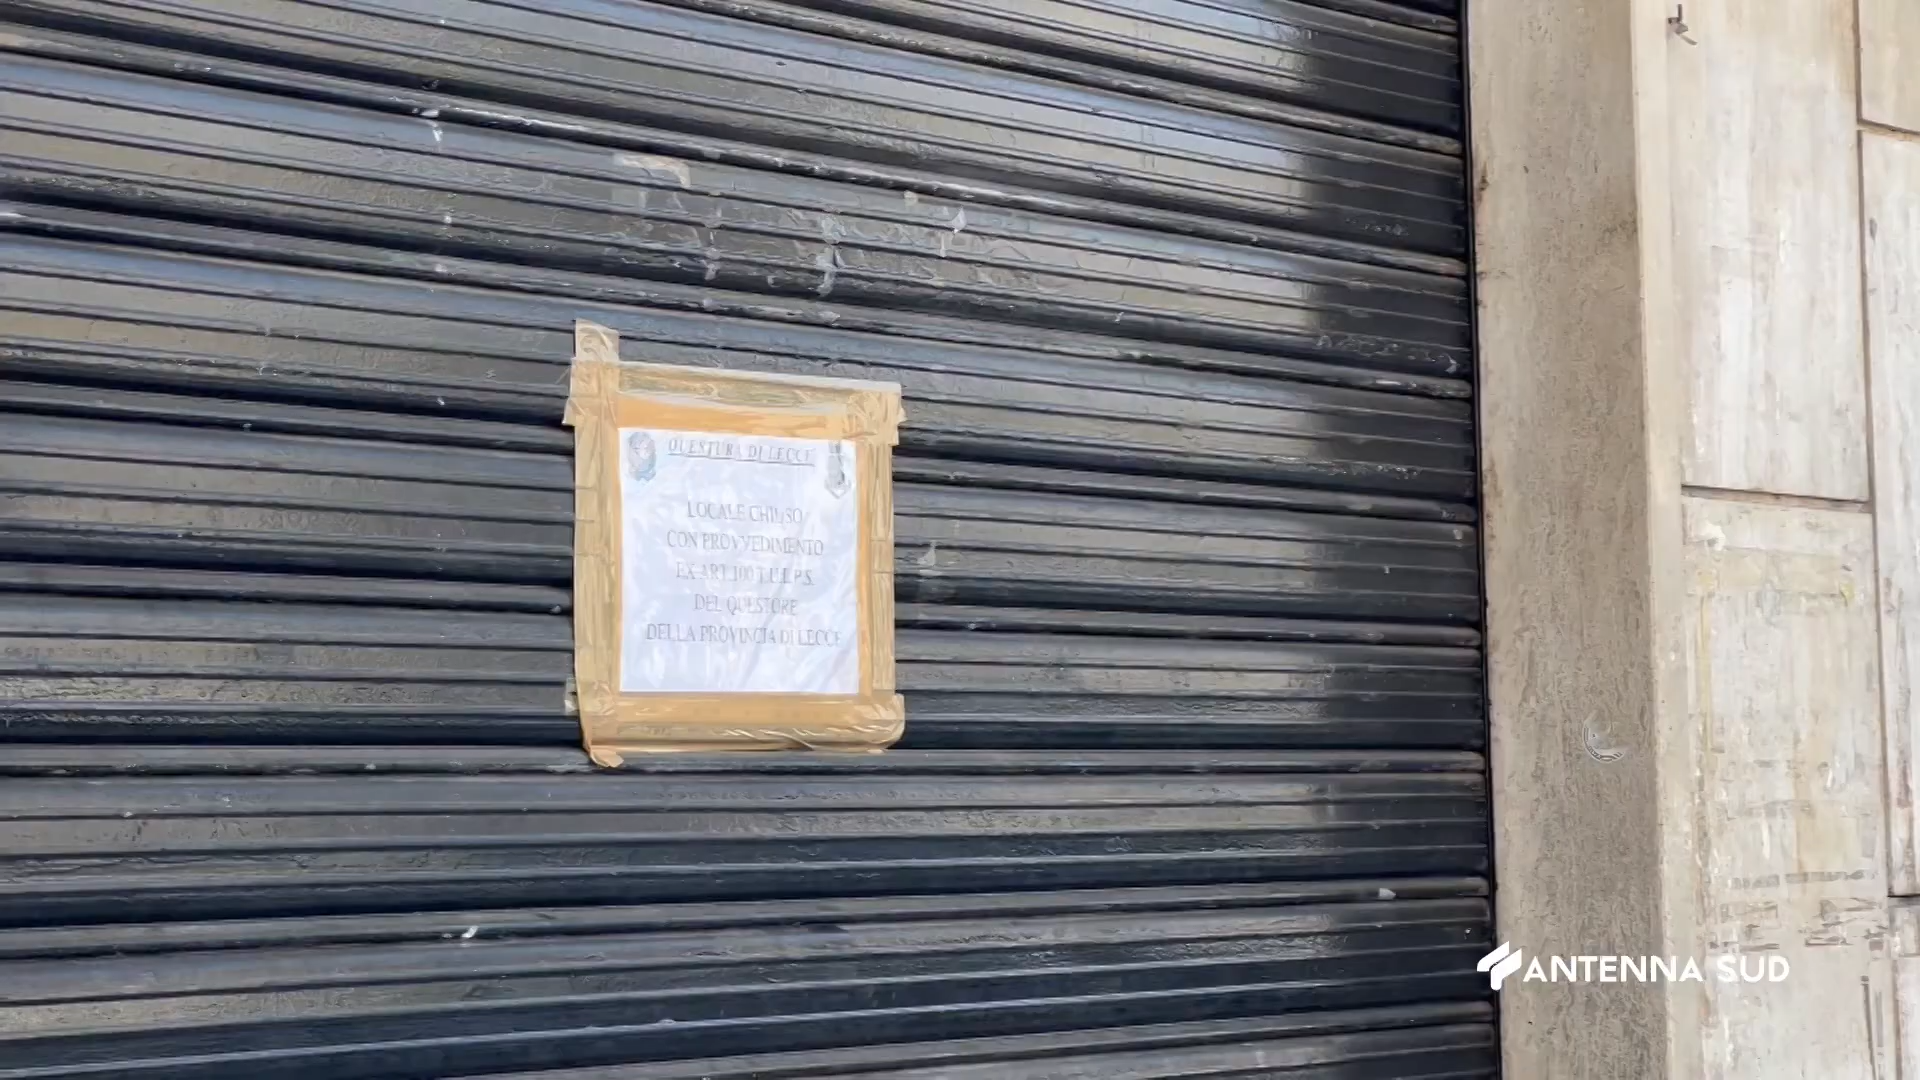 QUESTURA DI LECCE
LOCALE CHIUSO
CON PROVVEDIMENTO
EX ART.100 T.U.L.P.S.
DEL QUESTORE
DELLA PROVINCIA DI LECCE
ANTENNA SUD